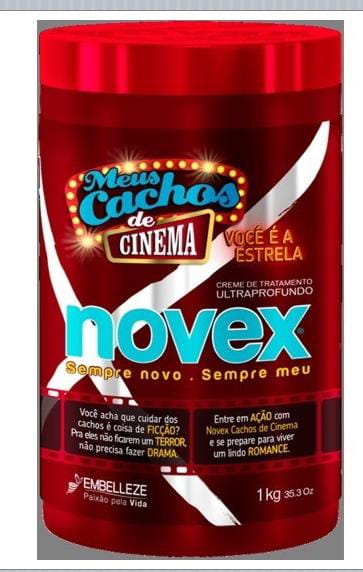 Meus
Cachos
de
CINEMA
VOCÊ É A
ESTRELA
CREME DE TRATAMENTO
ULTRAPROFUNDO
novex®
Sempre novo . Sempre meu
Você acha que cuidar dos
cachos é coisa de FICÇÃO?
Pra eles não ficarem um TERROR,
não precisa fazer DRAMA.
Entre em AÇÃO com
Novex Cachos de Cinema
e se prepare para viver
um lindo ROMANCE.
EMBELLEZE
Paixão pela Vida
1 kg 35.3 Oz